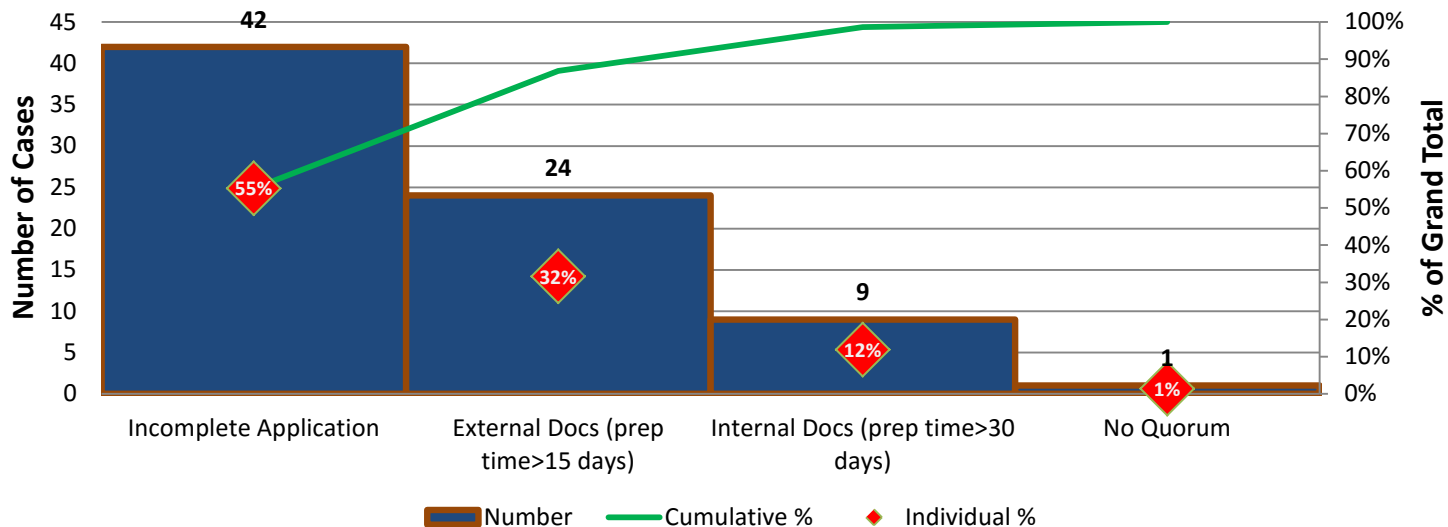 Number of Cases
45
40
35
30
25
20
15
10
5
0
42
24
9
1
55%
32%
12%
1%
100%
90%
80%
70%
60%
50%
40%
30%
20%
10%
0%
% of Grand Total
Incomplete Application
External Docs (prep
time>15 days)
Internal Docs (prep time>30
days)
No Quorum
Number
Cumulative %
Individual %